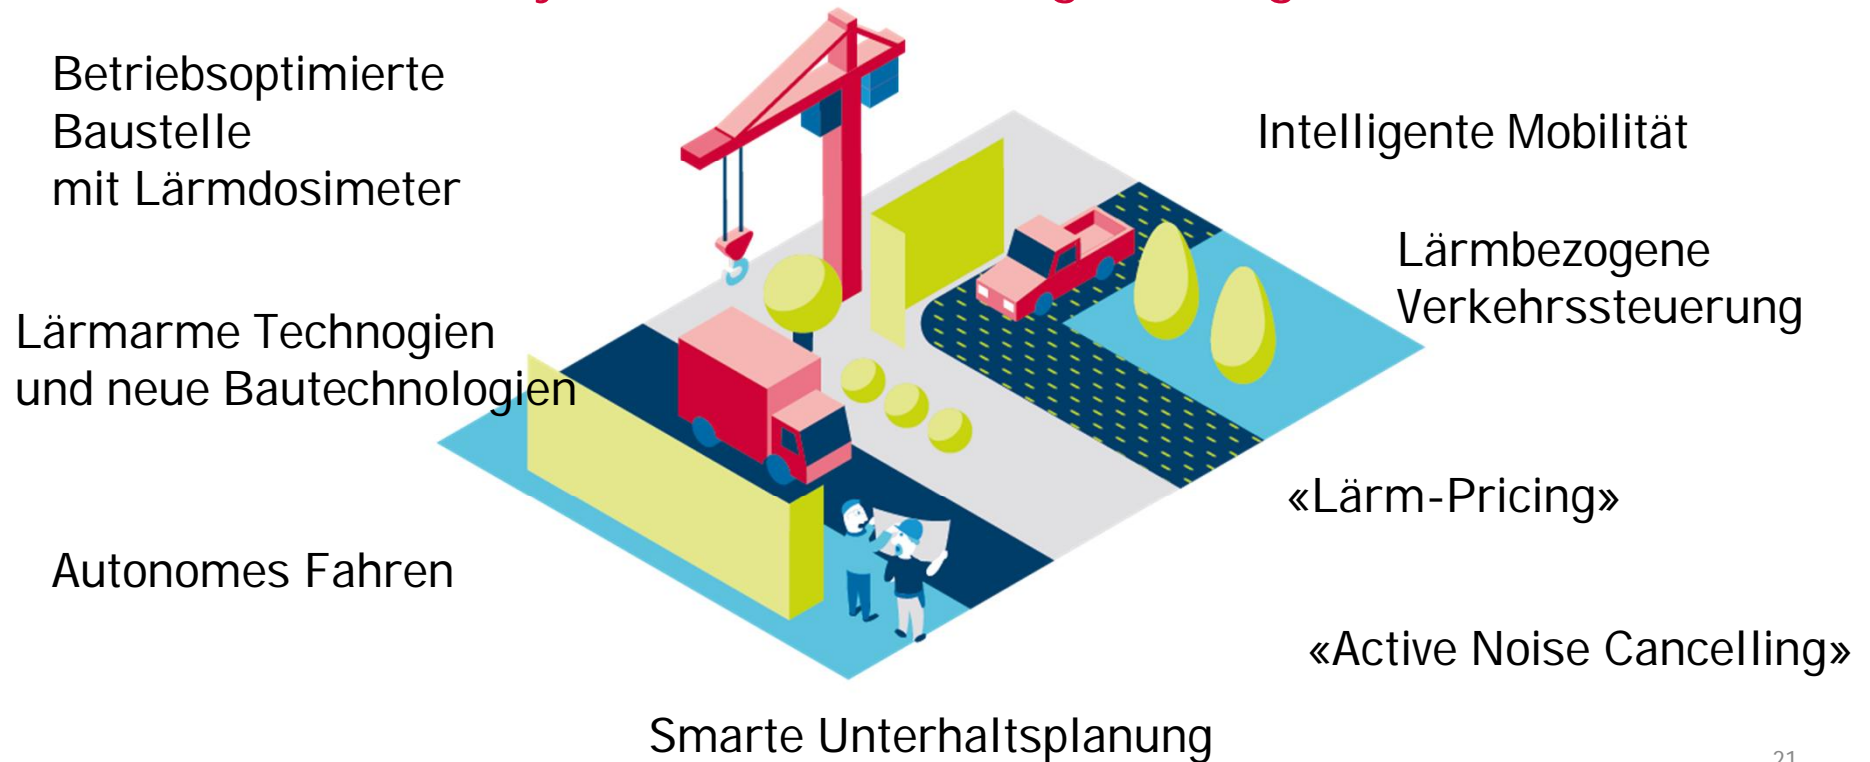 Betriebsoptimierte
Baustelle
mit Lärmdosimeter
Intelligente Mobilität
Lärmbezogene
Verkehrssteuerung
Lärmarme Technogien
und neue Bautechnologien
«Lärm-Pricing»
Autonomes Fahren
«Active Noise Cancelling»
Smarte Unterhaltsplanung
21